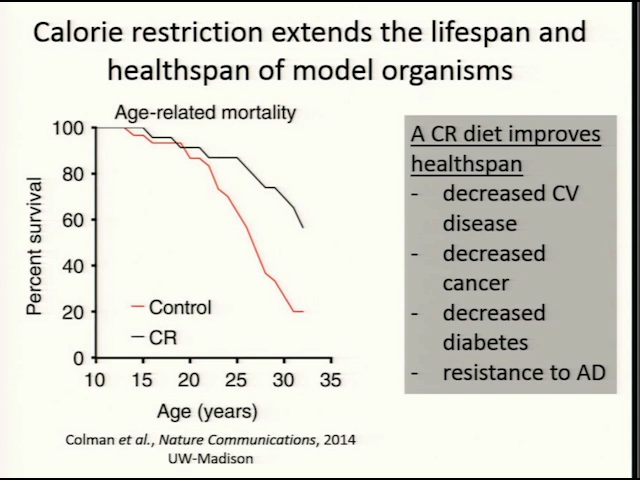 Calorie restriction extends the lifespan and
healthspan of model organisms
Age-related mortality
Percent survival
100
80
60
40
20
0
10 15 20 25 30 35
Age (years)
Control
CR
Colman et al., Nature Communications, 2014
UW-Madison
A CR diet improves
healthspan
- decreased CV
disease
- decreased
cancer
- decreased
diabetes
- resistance to AD